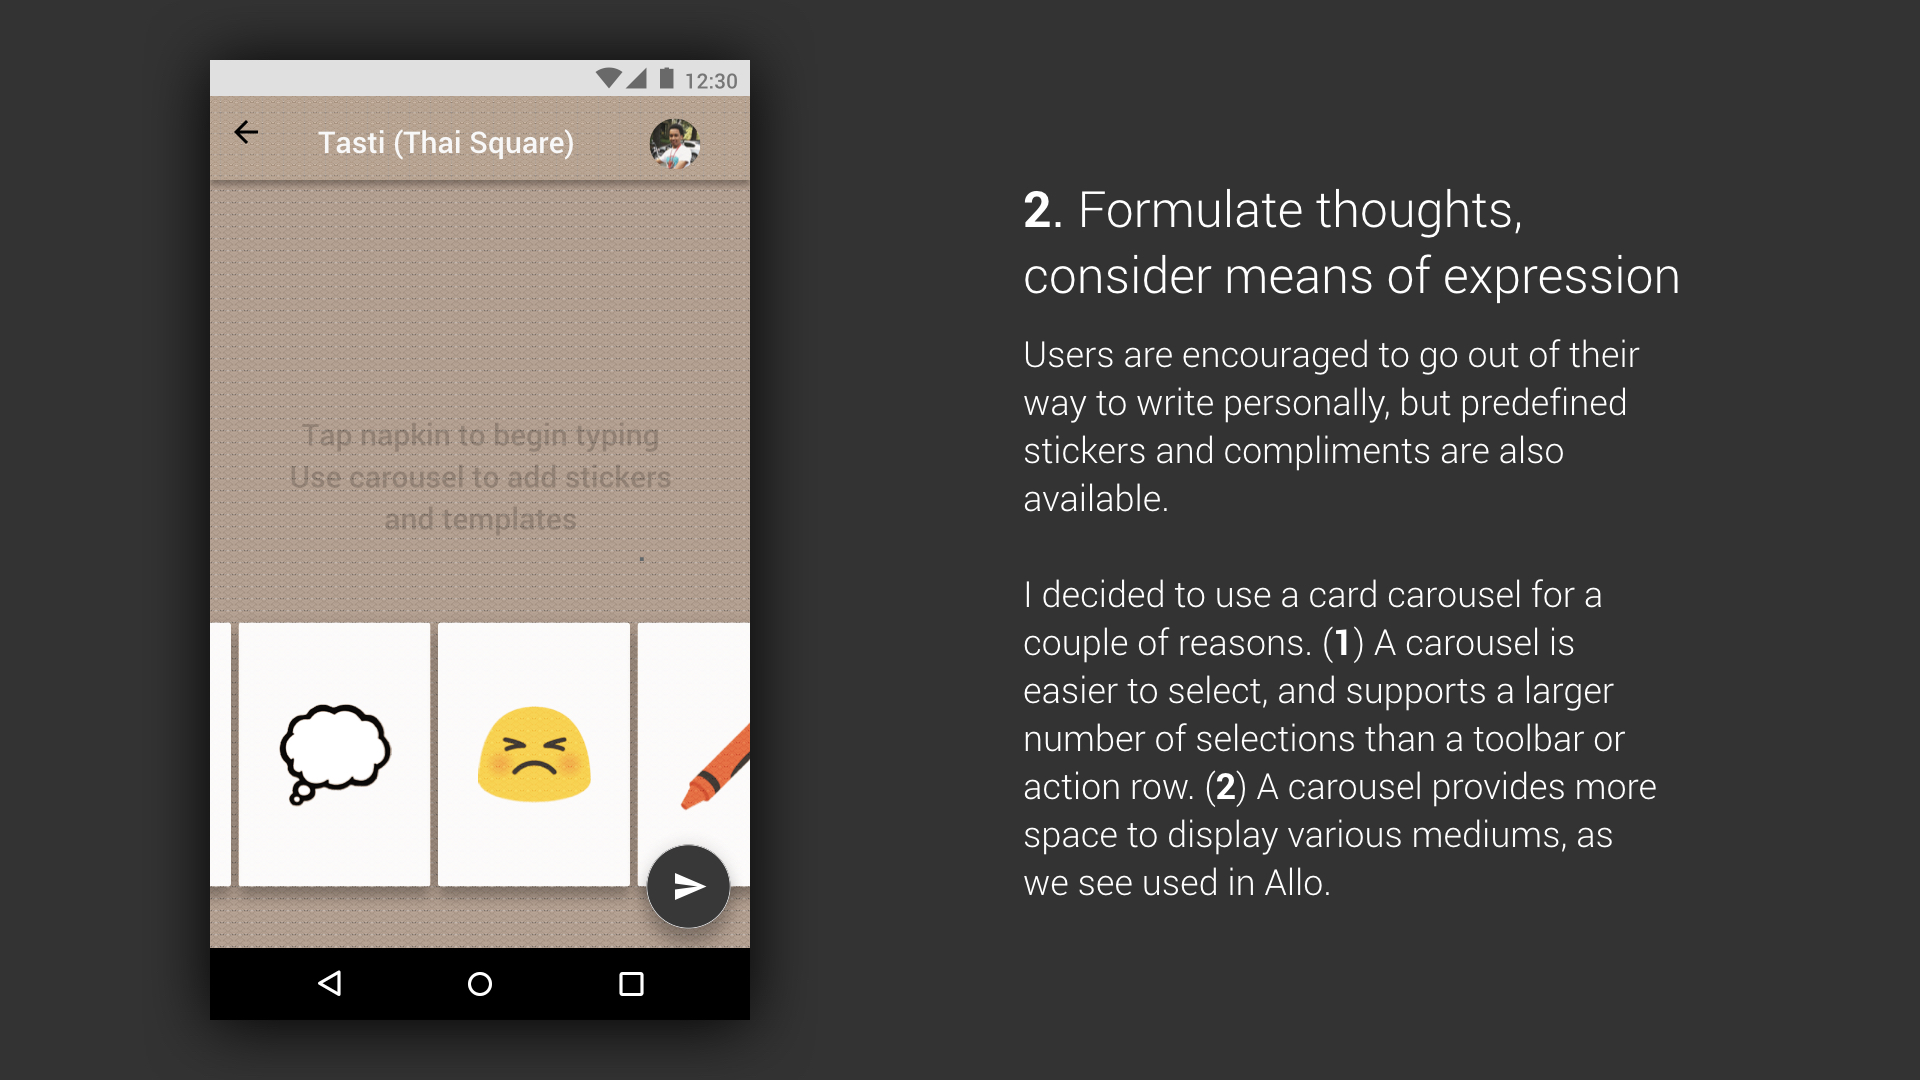 12:30
Tasti (Thai Square)
Tap napkin to begin typing
Use carousel to add stickers
and templates
2. Formulate thoughts,
consider means of expression
Users are encouraged to go out of their
way to write personally, but predefined
stickers and compliments are also
available.
I decided to use a card carousel for a
couple of reasons. (1) A carousel is
easier to select, and supports a larger
number of selections than a toolbar or
action row. (2) A carousel provides more
space to display various mediums, as
we see used in Allo.